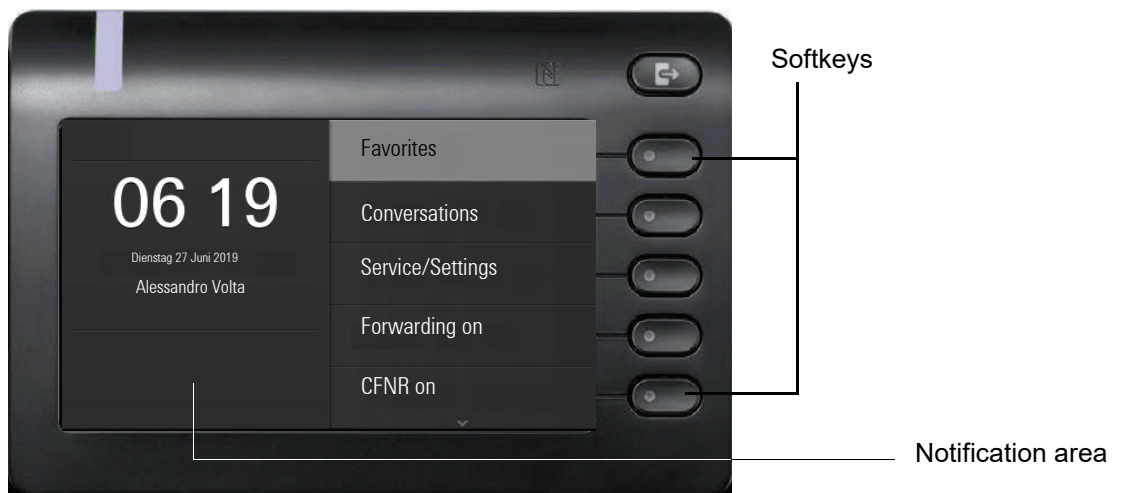 Softkeys
Favorites
06 19
Conversations
Dienstag 27 Juni 2019
Service/Settings
Alessandro Volta
Forwarding on
CFNR on
Notification area